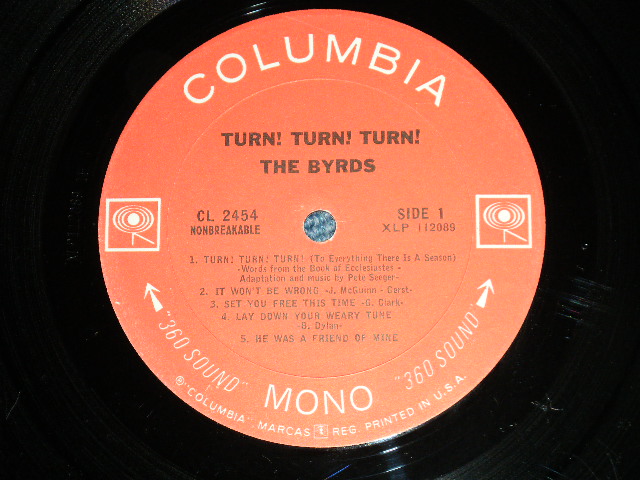 COLUMBIA
TURN! TURN! TURN!
THE BYRDS
CL 2454
NONBREAKABLE
SIDE 1
XLP 112089
1. TURN! TURN! TURN! (To Everything There Is A Season)
-Words from the Book of Ecclesiastes-
Adaptation and music by Pete Seeger-
2. IT WON'T BE WRONG -J. McGuinn - Gerst-
3. SET YOU FREE THIS TIME -G. Clark-
4. LAY DOWN YOUR WEARY TUNE
-B. Dylan-
5. HE WAS A FRIEND OF MINE
"360 SOUND"
MONO
"360 SOUND"
® "COLUMBIA", MARCAS REG. PRINTED IN U.S.A.